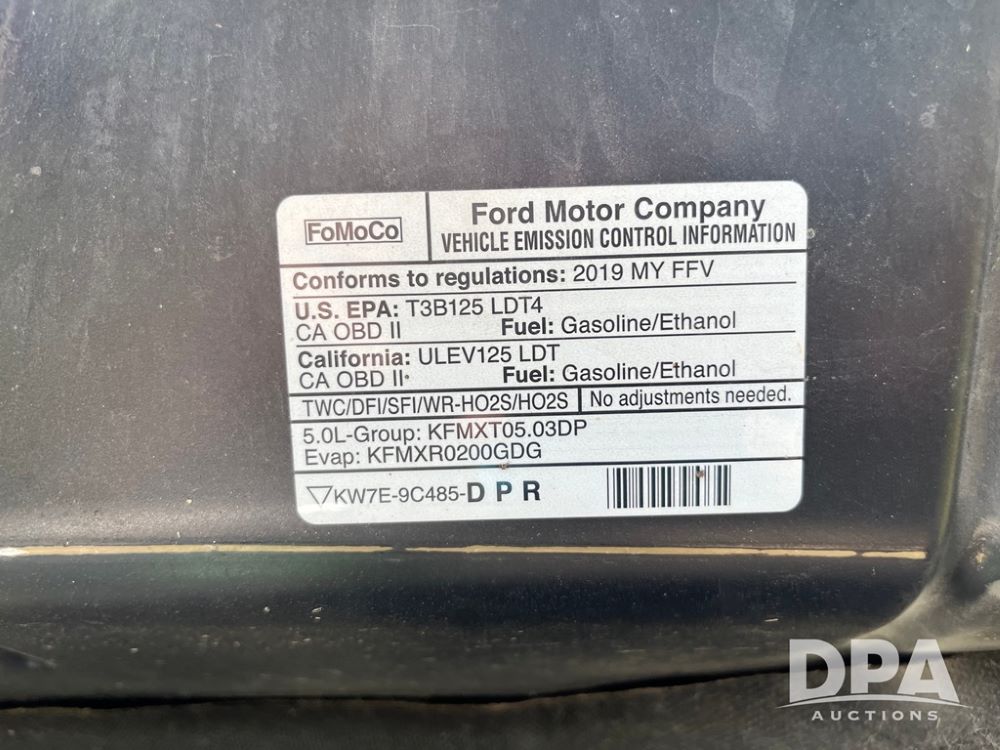 FoMoCo
Ford Motor Company
VEHICLE EMISSION CONTROL INFORMATION
Conforms to regulations: 2019 MY FFV
U.S. EPA: T3B125 LDT4
CA OBD II Fuel: Gasoline/Ethanol
California: ULEV125 LDT
CA OBD II Fuel: Gasoline/Ethanol
TWC/DFI/SFI/WR-HO2S/HO2S No adjustments needed.
5.0L-Group: KFMXT05.03DP
Evap: KFMXR0200GDG
KW7E-9C485-D P R
DPA
AUCTIONS